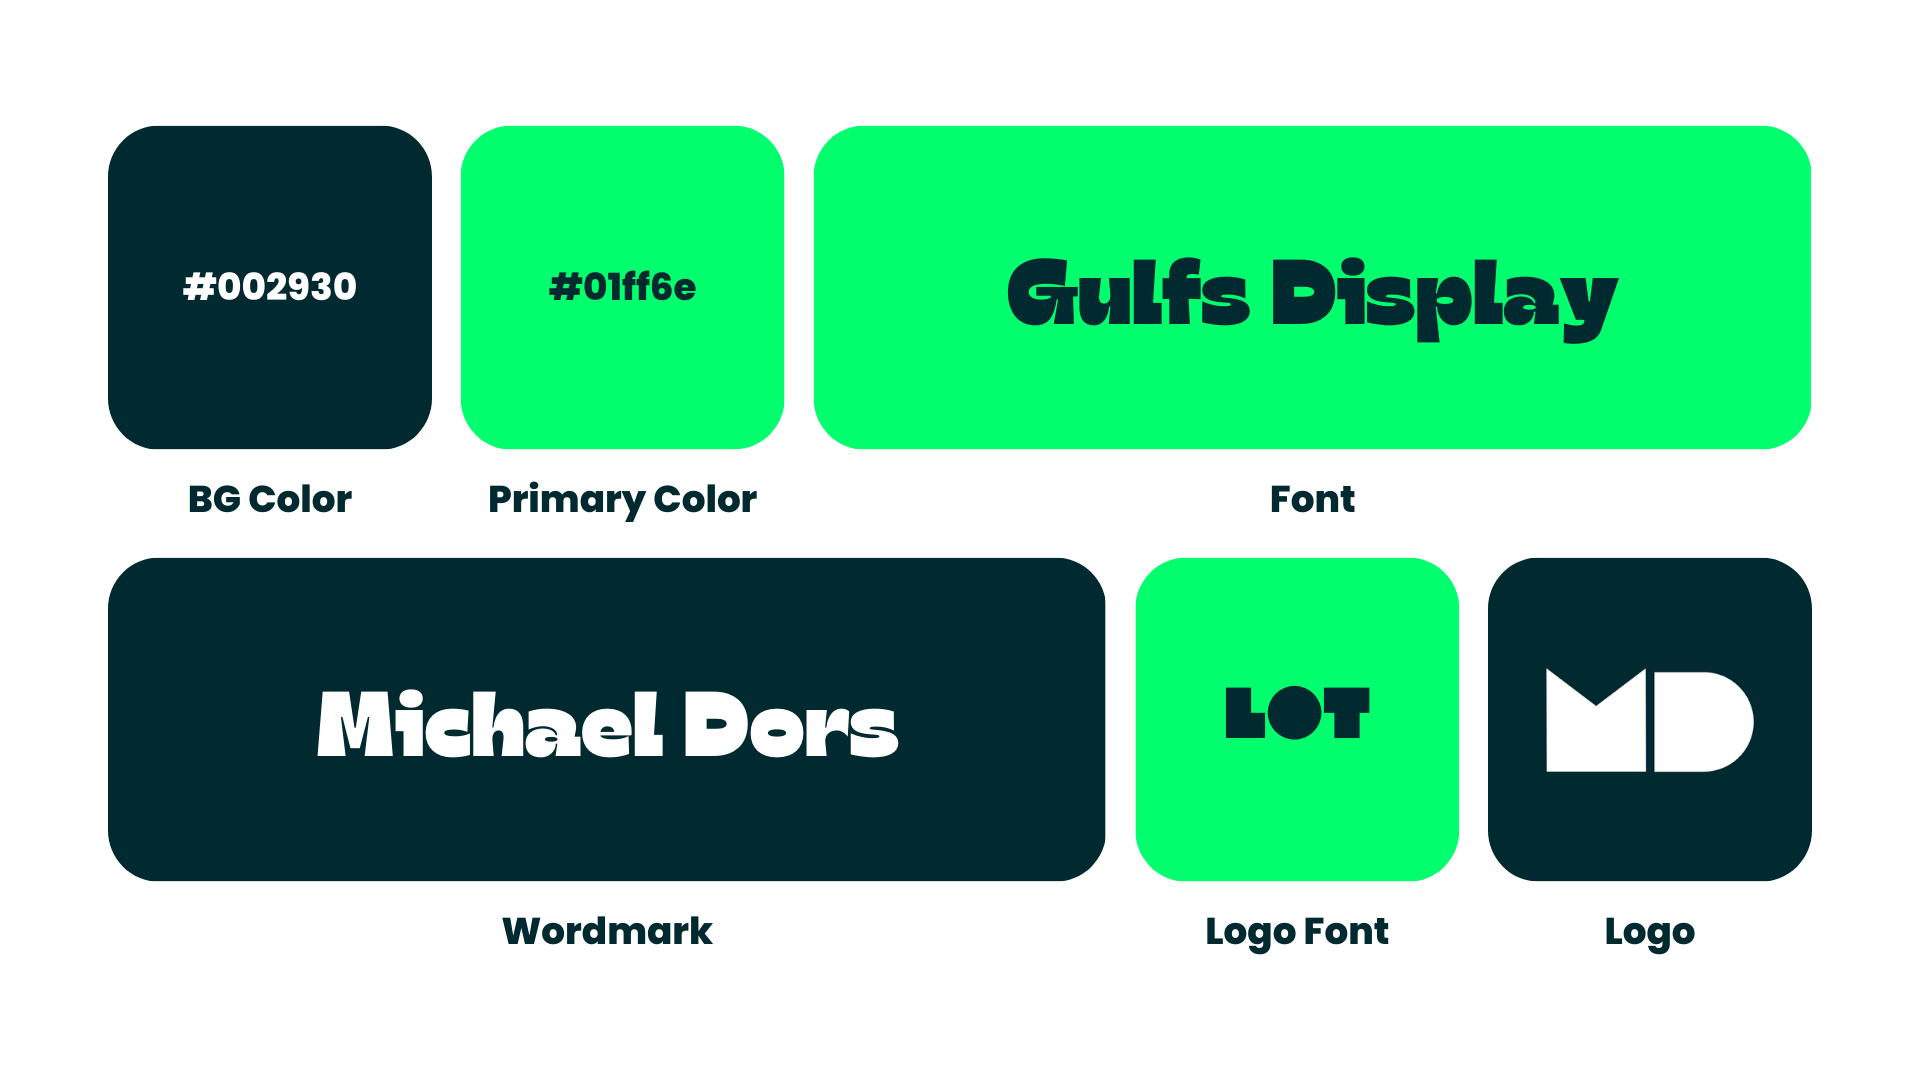 #002930
#01ff6e
Gulfs Display
BG Color
Primary Color
Font
Michael Dors
LOT
MD
Wordmark
Logo Font
Logo